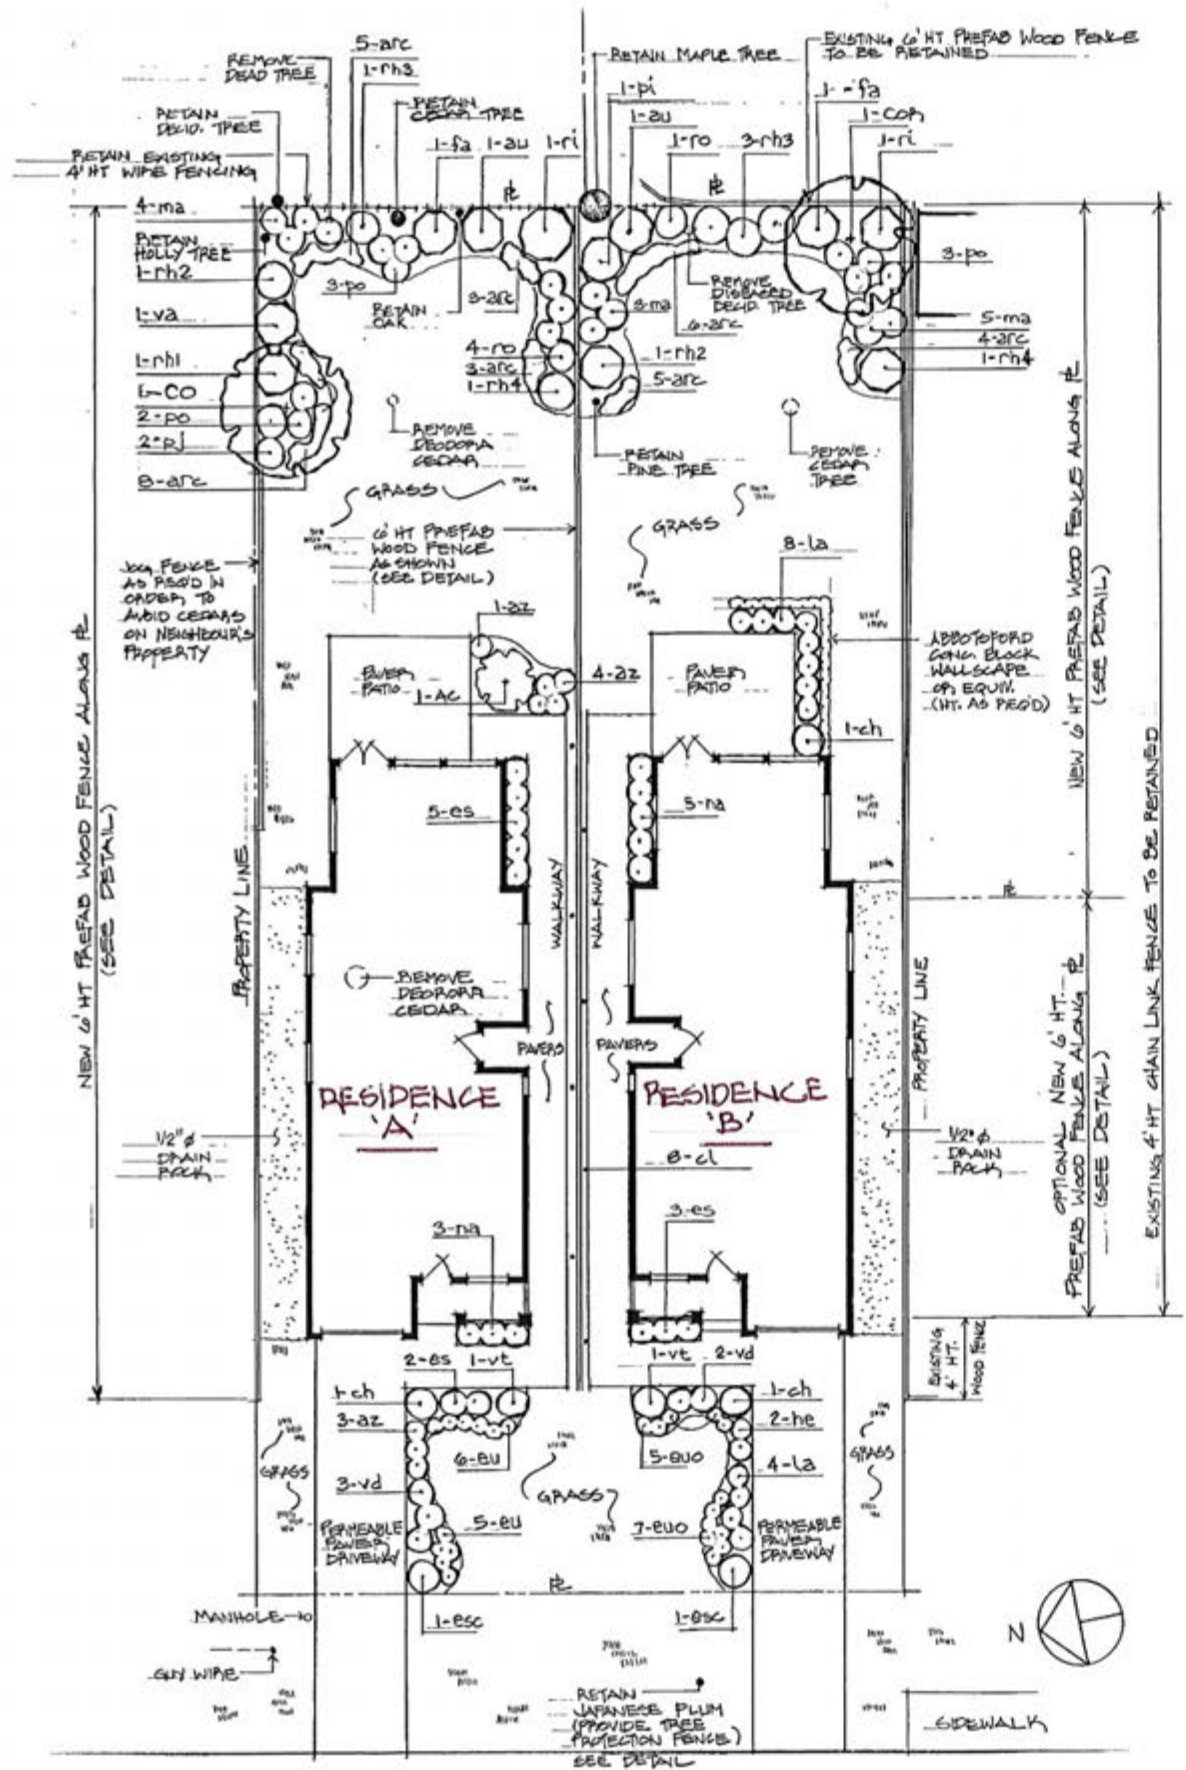 5-arc
1-rh3
REMOVE
DEAD TREE
RETAIN
CEDAR TREE
RETAIN
DECID. TREE
RETAIN EXISTING
4' HT WIRE FENCING
1-fa 1-au 1-ri
RETAIN MAPLE TREE
EXISTING 6' HT PREFAB WOOD FENCE
TO BE RETAINED
1-pi
1-au
1-ro 3-rh3
1-fa
1-ri
PL
PL
4-ma
RETAIN
HOLLY TREE
1-rh2
1-va
1-rh1
1-CO
2-po
2-pj
8-arc
3-po
RETAIN
OAK
3-arc
4-ro
3-arc
1-rh4
3-ma
6-arc
REMOVE
DISEASED
DECID. TREE
1-rh2
5-arc
3-po
5-ma
4-arc
1-rh4
REMOVE
DEODORA
CEDAR
RETAIN
PINE TREE
REMOVE
CEDAR
TREE
GRASS
GRASS
6' HT PREFAB
WOOD FENCE
AS SHOWN
(SEE DETAIL)
8-la
JOG FENCE
AS REQ'D IN
ORDER TO
AVOID CEDARS
ON NEIGHBOUR'S
PROPERTY
1-az
PAVER
PATIO
1-AC
4-az
PAVER
PATIO
ABBOTSFORD
CONC. BLOCK
WALLSCAPE
OR EQUIV.
(HT. AS REQ'D)
1-ch
5-es
5-na
NEW 6' HT PREFAB WOOD FENCE ALONG PL
(SEE DETAIL)
PROPERTY LINE
WALKWAY
WALKWAY
PROPERTY LINE
NEW 6' HT PREFAB WOOD FENCE ALONG PL
(SEE DETAIL)
EXISTING 4' HT CHAIN LINK FENCE TO BE RETAINED
PL
OPTIONAL NEW 6' HT.
PREFAB WOOD FENCE ALONG PL
(SEE DETAIL)
REMOVE
DEODORA
CEDAR
PAVERS
PAVERS
RESIDENCE
'A'
RESIDENCE
'B'
1/2" φ
DRAIN
ROCK
1/2" φ
DRAIN
ROCK
8-cl
3-na
3-es
EXISTING
4' HT.
WOOD FENCE
2-es 1-vt
1-vt 2-vd
1-ch
3-az
6-eu
3-vd
5-eu
1-ch
2-he
5-euo
4-la
7-euo
GRASS
GRASS
GRASS
PERMEABLE
PAVER
DRIVEWAY
PERMEABLE
PAVER
DRIVEWAY
PL
1-esc
1-esc
MANHOLE
GUY WIRE
N
RETAIN
JAPANESE PLUM
(PROVIDE TREE
PROTECTION FENCE)
SEE DETAIL
SIDEWALK